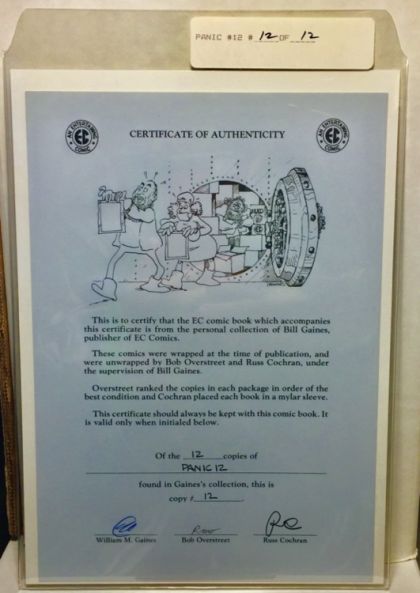 PANIC #12 # 12 OF 12
AN ENTERTAINING EC COMIC
CERTIFICATE OF AUTHENTICITY
AN ENTERTAINING EC COMIC
This is to certify that the EC comic book which accompanies
this certificate is from the personal collection of Bill Gaines,
publisher of EC Comics.
These comics were wrapped at the time of publication, and
were unwrapped by Bob Overstreet and Russ Cochran, under
the supervision of Bill Gaines.
Overstreet ranked the copies in each package in order of the
best condition and Cochran placed each book in a mylar sleeve.
This certificate should always be kept with this comic book. It
is valid only when initialed below.
Of the 12 copies of
PANIC 12
found in Gaines's collection, this is
copy # 12
William M. Gaines Bob Overstreet Russ Cochran